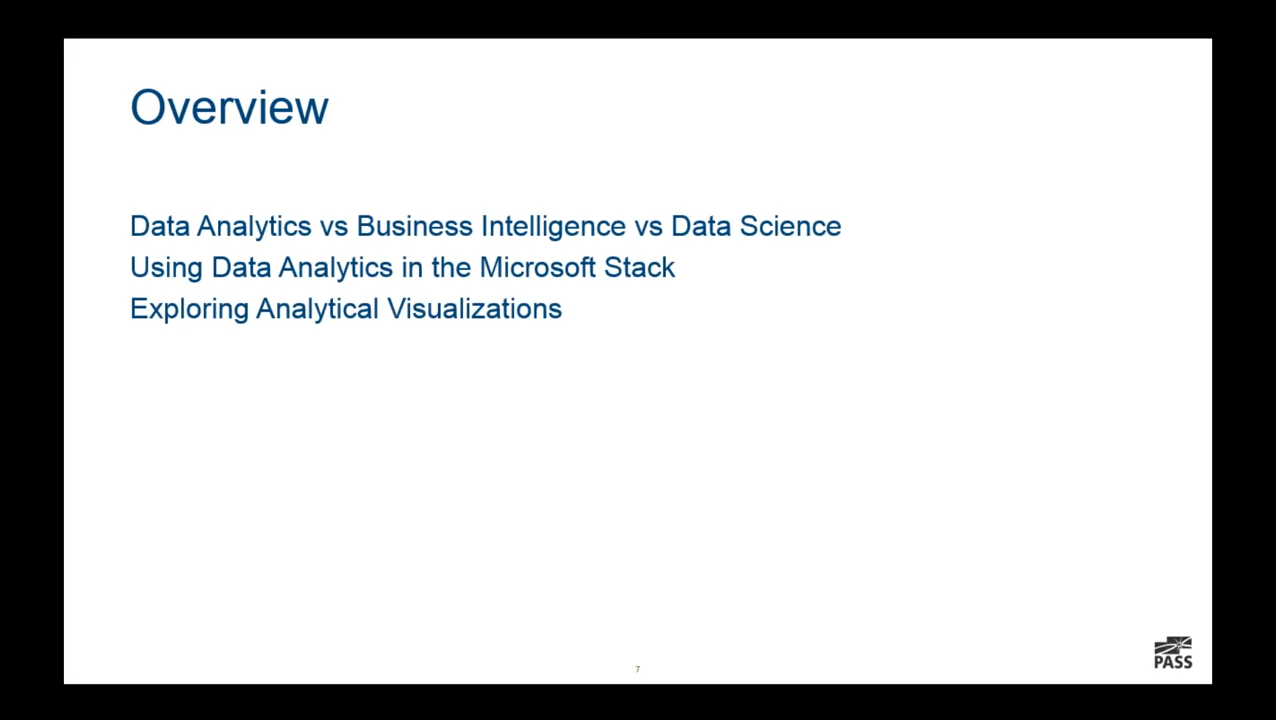 Overview
Data Analytics vs Business Intelligence vs Data Science
Using Data Analytics in the Microsoft Stack
Exploring Analytical Visualizations
7
PASS